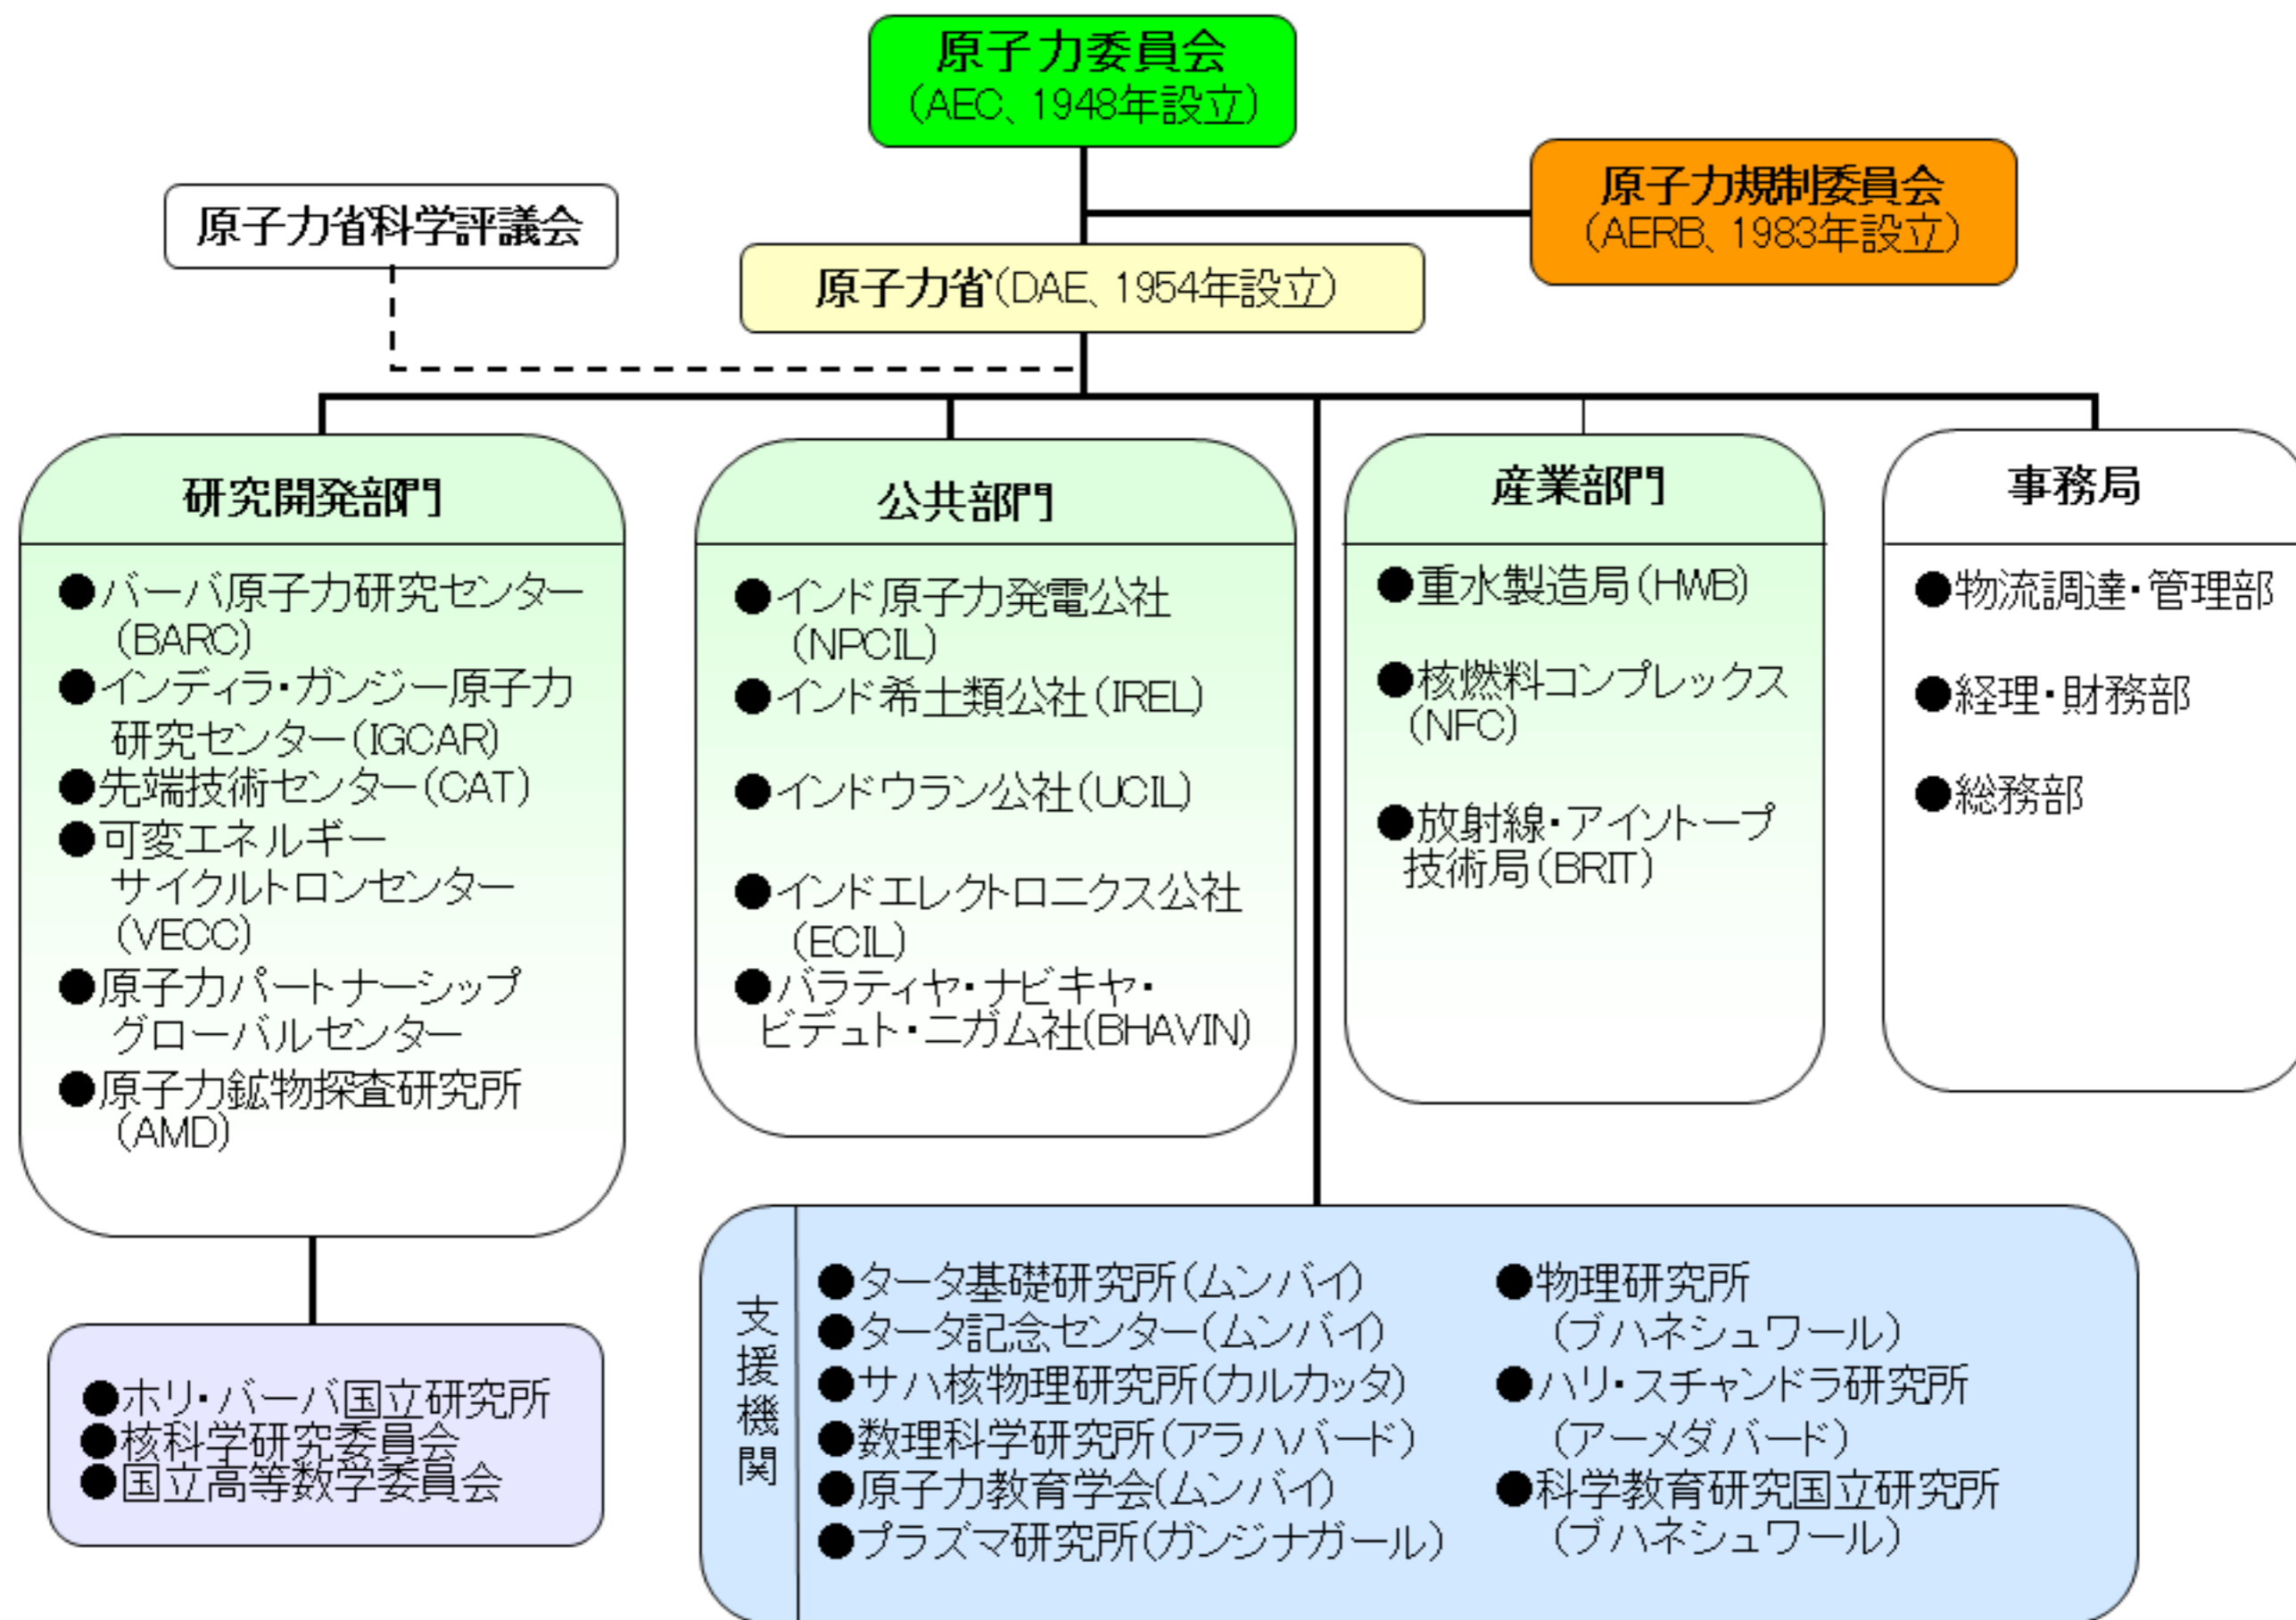 原子力委員会
(AEC、1948年設立)
原子力規制委員会
(AERB、1983年設立)
原子力省科学評議会
原子力省(DAE、1954年設立)
研究開発部門
●バーバ原子力研究センター
(BARC)
●インディラ・ガンジー原子力
研究センター(IGCAR)
●先端技術センター(CAT)
●可変エネルギー
サイクルトロンセンター
(VECC)
●原子力パートナーシップ
グローバルセンター
●原子力鉱物探査研究所
(AMD)
公共部門
●インド原子力発電公社
(NPCIL)
●インド希土類公社(IREL)
●インドウラン公社(UCIL)
●インドエレクトロニクス公社
(ECIL)
●バラティヤ・ナビキヤ・
ビデュト・ニガム社(BHAVIN)
産業部門
●重水製造局(HWB)
●核燃料コンプレックス
(NFC)
●放射線・アイソトープ
技術局(BRIT)
事務局
●物流調達・管理部
●経理・財務部
●総務部
●ホリ・バーバ国立研究所
●核科学研究委員会
●国立高等数学委員会
支援機関
●タータ基礎研究所(ムンバイ)
●タータ記念センター(ムンバイ)
●サハ核物理研究所(カルカッタ)
●数理科学研究所(アラハバード)
●原子力教育学会(ムンバイ)
●プラズマ研究所(ガンジナガール)
●物理研究所
(ブハネシュワール)
●ハリ・スチャンドラ研究所
(アーメダバード)
●科学教育研究国立研究所
(ブハネシュワール)